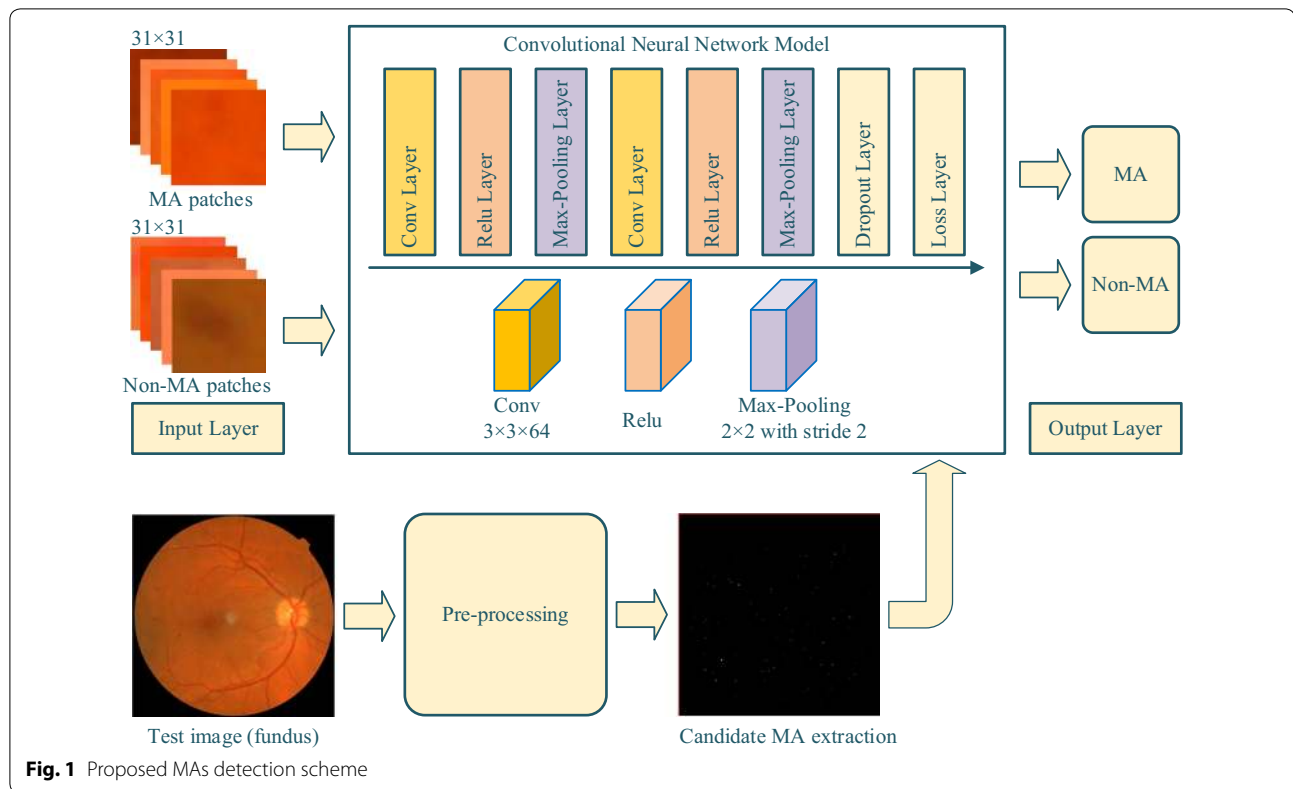 31×31
MA patches
31×31
Non-MA patches
Input Layer
Convolutional Neural Network Model
Conv Layer
Relu Layer
Max-Pooling Layer
Conv Layer
Relu Layer
Max-Pooling Layer
Dropout Layer
Loss Layer
Conv
3×3×64
Relu
Max-Pooling
2×2 with stride 2
MA
Non-MA
Output Layer
Test image (fundus)
Pre-processing
Candidate MA extraction
Fig. 1 Proposed MAs detection scheme